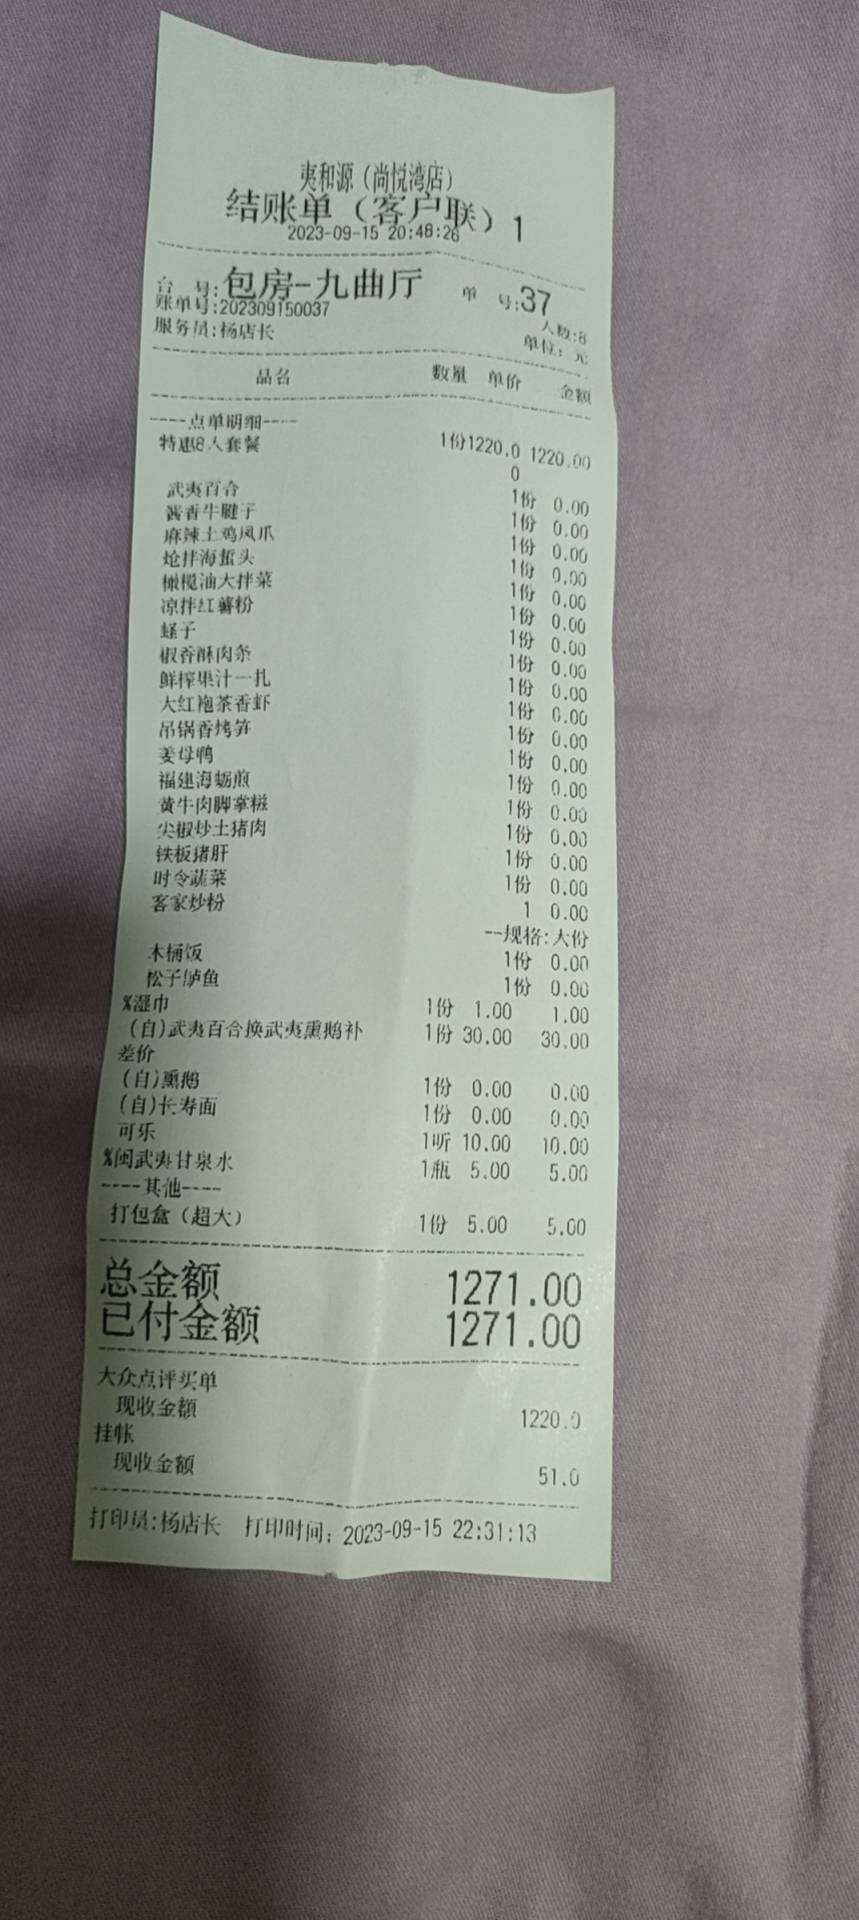 夷和源（尚悦湾店）
结账单（客户联）1
2023-09-15 20:48:26
台 号:包房-九曲厅 单 号:37
账单号:202309150037 人数:8
服务员:杨店长 单位: 元
品名 数量 单价 金额
----点单明细----
特惠8人套餐 1份1220.0 1220.00
0
武夷百合 1份 0.00
酱香牛腱子 1份 0.00
麻辣土鸡凤爪 1份 0.00
炝拌海蜇头 1份 0.00
橄榄油大拌菜 1份 0.00
凉拌红薯粉 1份 0.00
蛏子 1份 0.00
椒香酥肉条 1份 0.00
鲜榨果汁一扎 1份 0.00
大红袍茶香虾 1份 0.00
吊锅香烤笋 1份 0.00
姜母鸭 1份 0.00
福建海蛎煎 1份 0.00
黄牛肉脚掌糍 1份 0.00
尖椒炒土猪肉 1份 0.00
铁板猪肝 1份 0.00
时令蔬菜 1份 0.00
客家炒粉 1 0.00
--规格:大份
木桶饭 1份 0.00
松子鲈鱼 1份 0.00
%湿巾 1份 1.00 1.00
(自)武夷百合换武夷熏鹅补 1份 30.00 30.00
差价
(自)熏鹅 1份 0.00 0.00
(自)长寿面 1份 0.00 0.00
可乐 1听 10.00 10.00
%闽武夷甘泉水 1瓶 5.00 5.00
----其他----
打包盒（超大） 1份 5.00 5.00
总金额 1271.00
已付金额 1271.00
大众点评买单
现收金额 1220.0
挂帐
现收金额 51.0
打印员:杨店长 打印时间: 2023-09-15 22:31:13